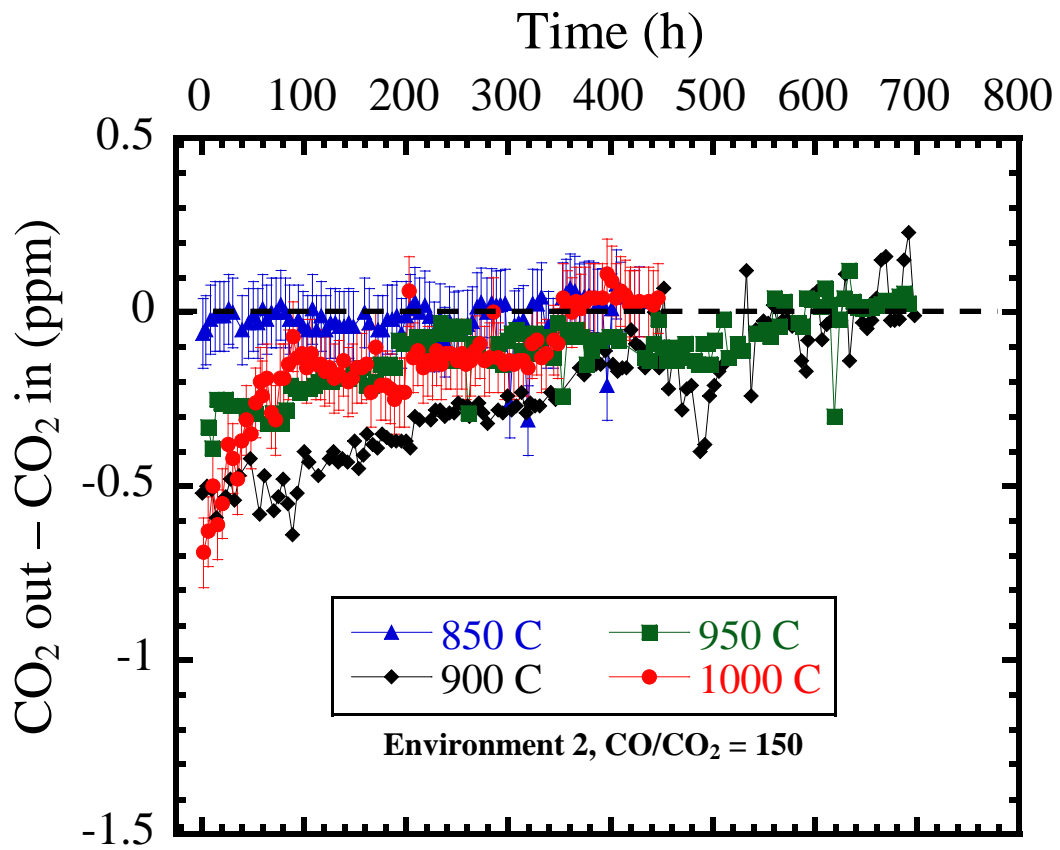 Time (h)
0 100 200 300 400 500 600 700 800
0.5
0
-0.5
-1
-1.5
CO₂ out – CO₂ in (ppm)
850 C 950 C
900 C 1000 C
Environment 2, CO/CO₂ = 150